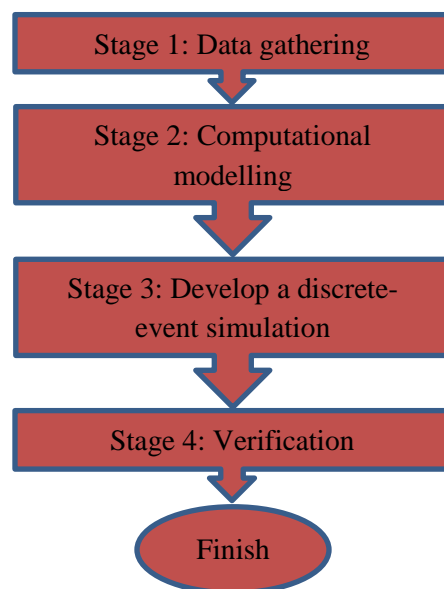 Stage 1: Data gathering
Stage 2: Computational
modelling
Stage 3: Develop a discrete-
event simulation
Stage 4: Verification
Finish